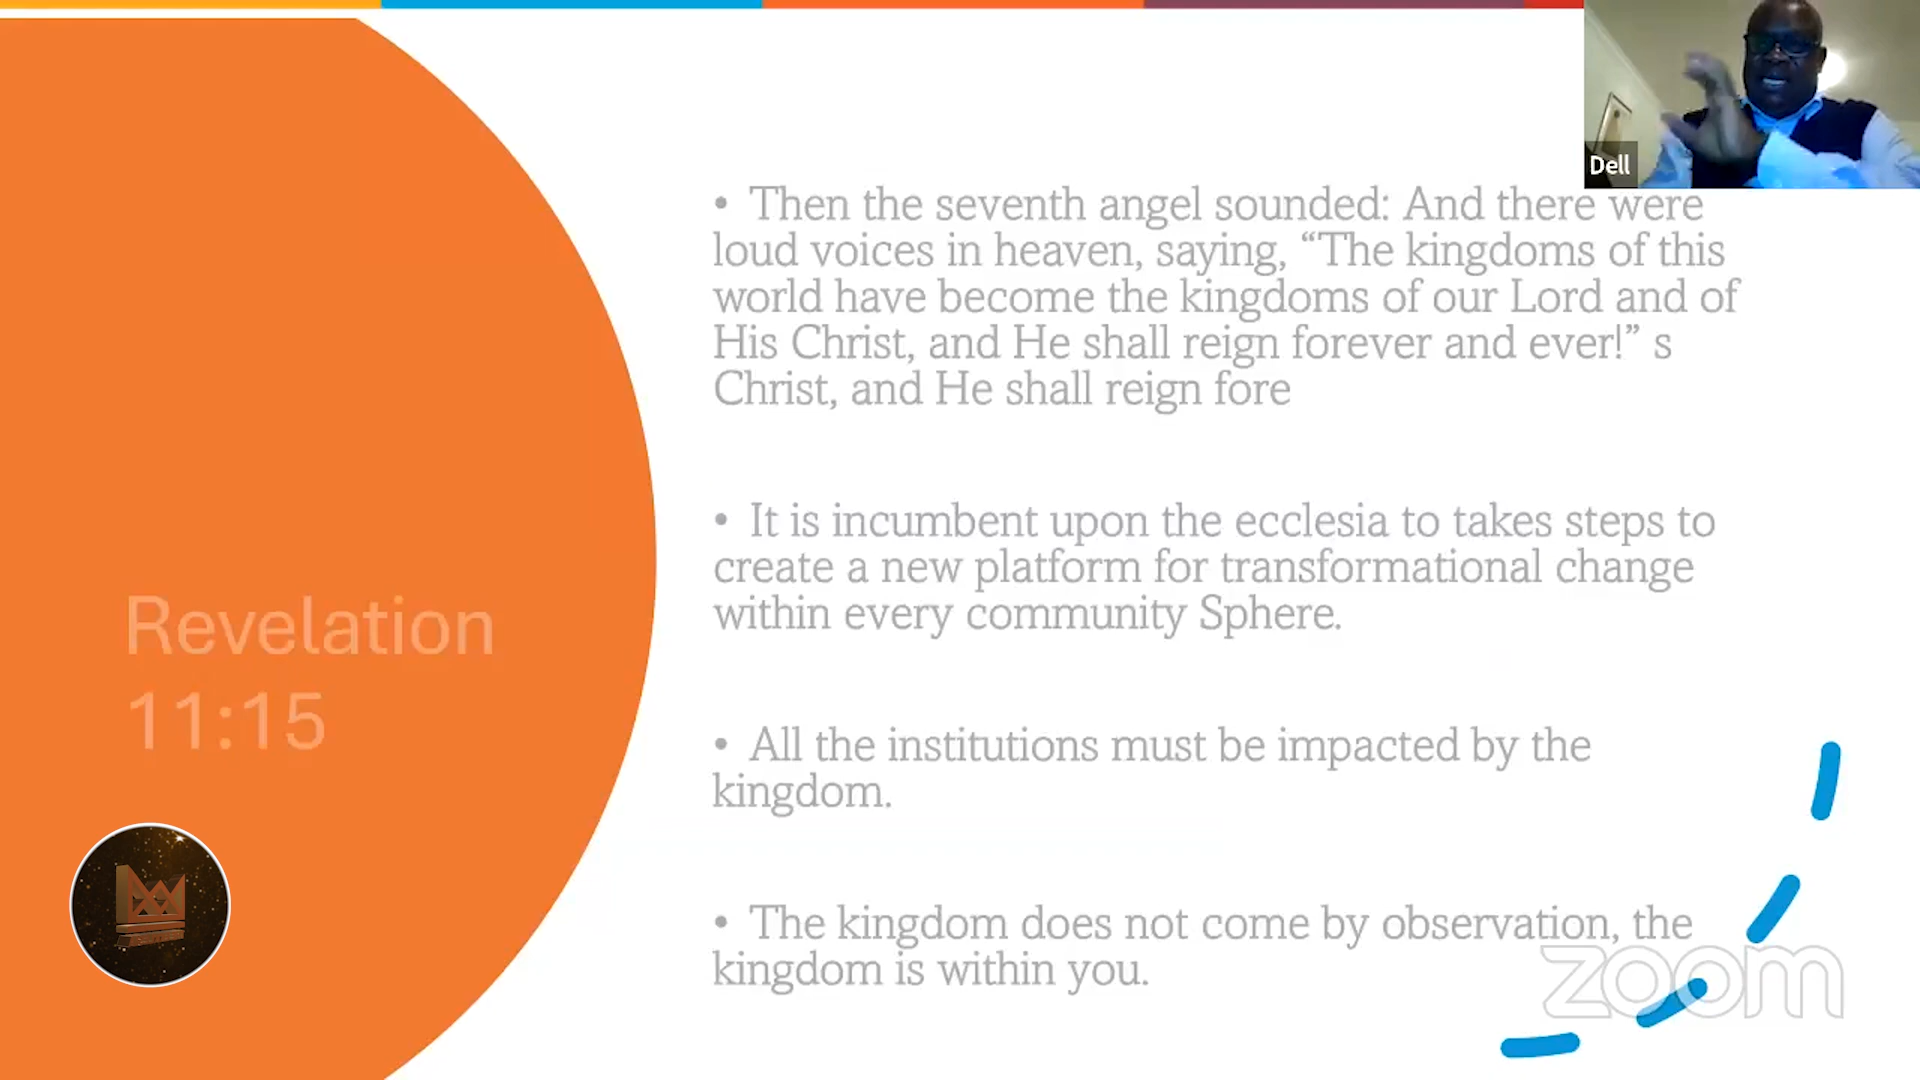 Dell
• Then the seventh angel sounded: And there were
loud voices in heaven, saying, “The kingdoms of this
world have become the kingdoms of our Lord and of
His Christ, and He shall reign forever and ever!” s
Christ, and He shall reign fore
• It is incumbent upon the ecclesia to takes steps to
create a new platform for transformational change
within every community Sphere.
Revelation
11:15
• All the institutions must be impacted by the
kingdom.
• The kingdom does not come by observation, the
kingdom is within you.
zoom